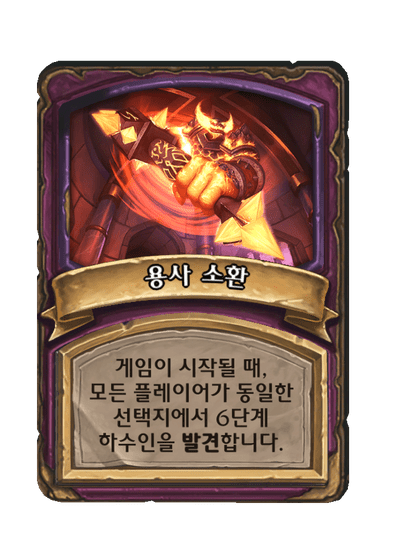 용사 소환
게임이 시작될 때,
모든 플레이어가 동일한
선택지에서 6단계
하수인을 발견합니다.